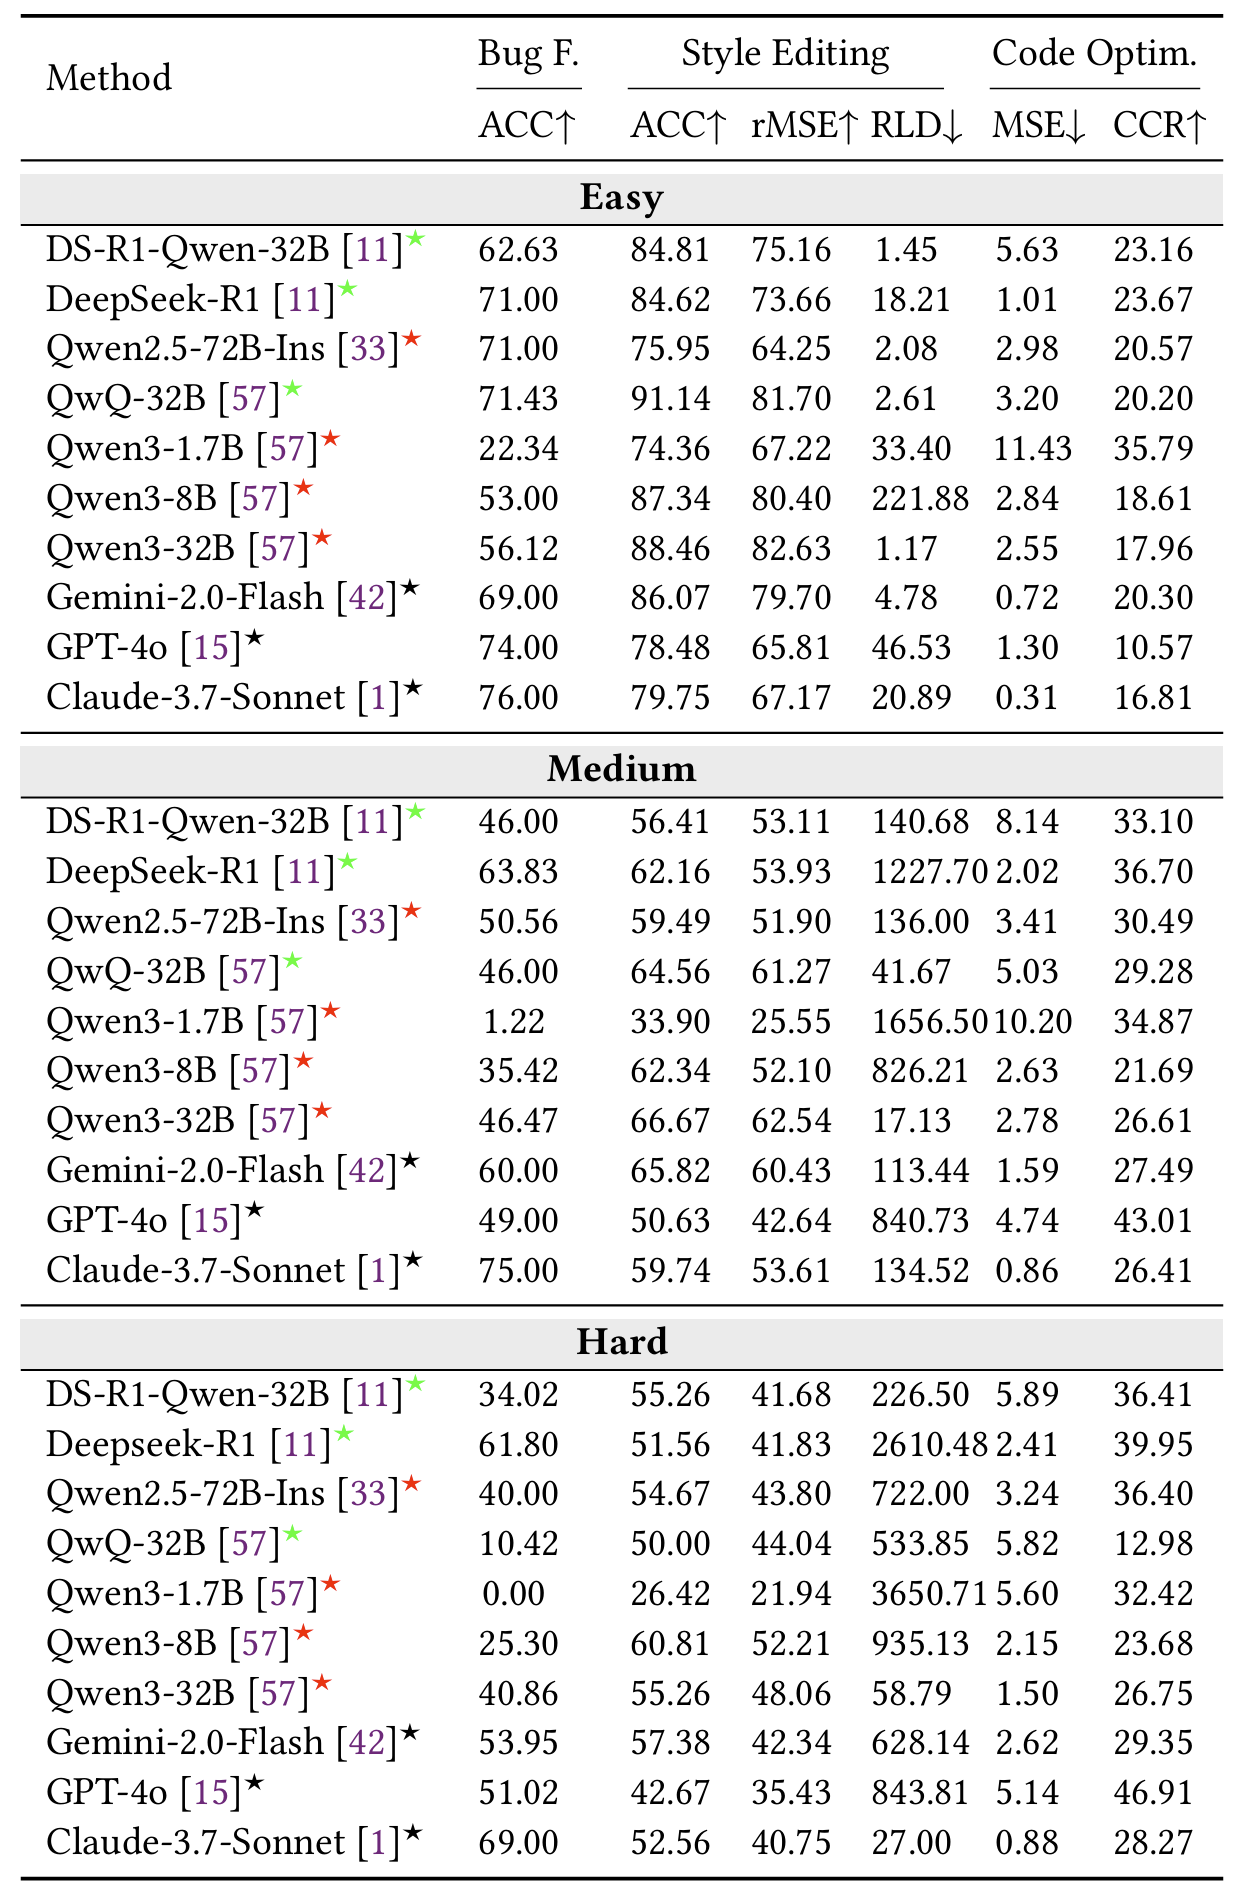 Method Bug F. Style Editing Code Optim.
ACC↑ ACC↑ rMSE↑ RLD↓ MSE↓ CCR↑
Easy
DS-R1-Qwen-32B [11]★ 62.63 84.81 75.16 1.45 5.63 23.16
DeepSeek-R1 [11]★ 71.00 84.62 73.66 18.21 1.01 23.67
Qwen2.5-72B-Ins [33]★ 71.00 75.95 64.25 2.08 2.98 20.57
QwQ-32B [57]★ 71.43 91.14 81.70 2.61 3.20 20.20
Qwen3-1.7B [57]★ 22.34 74.36 67.22 33.40 11.43 35.79
Qwen3-8B [57]★ 53.00 87.34 80.40 221.88 2.84 18.61
Qwen3-32B [57]★ 56.12 88.46 82.63 1.17 2.55 17.96
Gemini-2.0-Flash [42]★ 69.00 86.07 79.70 4.78 0.72 20.30
GPT-4o [15]★ 74.00 78.48 65.81 46.53 1.30 10.57
Claude-3.7-Sonnet [1]★ 76.00 79.75 67.17 20.89 0.31 16.81
Medium
DS-R1-Qwen-32B [11]★ 46.00 56.41 53.11 140.68 8.14 33.10
DeepSeek-R1 [11]★ 63.83 62.16 53.93 1227.70 2.02 36.70
Qwen2.5-72B-Ins [33]★ 50.56 59.49 51.90 136.00 3.41 30.49
QwQ-32B [57]★ 46.00 64.56 61.27 41.67 5.03 29.28
Qwen3-1.7B [57]★ 1.22 33.90 25.55 1656.50 10.20 34.87
Qwen3-8B [57]★ 35.42 62.34 52.10 826.21 2.63 21.69
Qwen3-32B [57]★ 46.47 66.67 62.54 17.13 2.78 26.61
Gemini-2.0-Flash [42]★ 60.00 65.82 60.43 113.44 1.59 27.49
GPT-4o [15]★ 49.00 50.63 42.64 840.73 4.74 43.01
Claude-3.7-Sonnet [1]★ 75.00 59.74 53.61 134.52 0.86 26.41
Hard
DS-R1-Qwen-32B [11]★ 34.02 55.26 41.68 226.50 5.89 36.41
Deepseek-R1 [11]★ 61.80 51.56 41.83 2610.48 2.41 39.95
Qwen2.5-72B-Ins [33]★ 40.00 54.67 43.80 722.00 3.24 36.40
QwQ-32B [57]★ 10.42 50.00 44.04 533.85 5.82 12.98
Qwen3-1.7B [57]★ 0.00 26.42 21.94 3650.71 5.60 32.42
Qwen3-8B [57]★ 25.30 60.81 52.21 935.13 2.15 23.68
Qwen3-32B [57]★ 40.86 55.26 48.06 58.79 1.50 26.75
Gemini-2.0-Flash [42]★ 53.95 57.38 42.34 628.14 2.62 29.35
GPT-4o [15]★ 51.02 42.67 35.43 843.81 5.14 46.91
Claude-3.7-Sonnet [1]★ 69.00 52.56 40.75 27.00 0.88 28.27